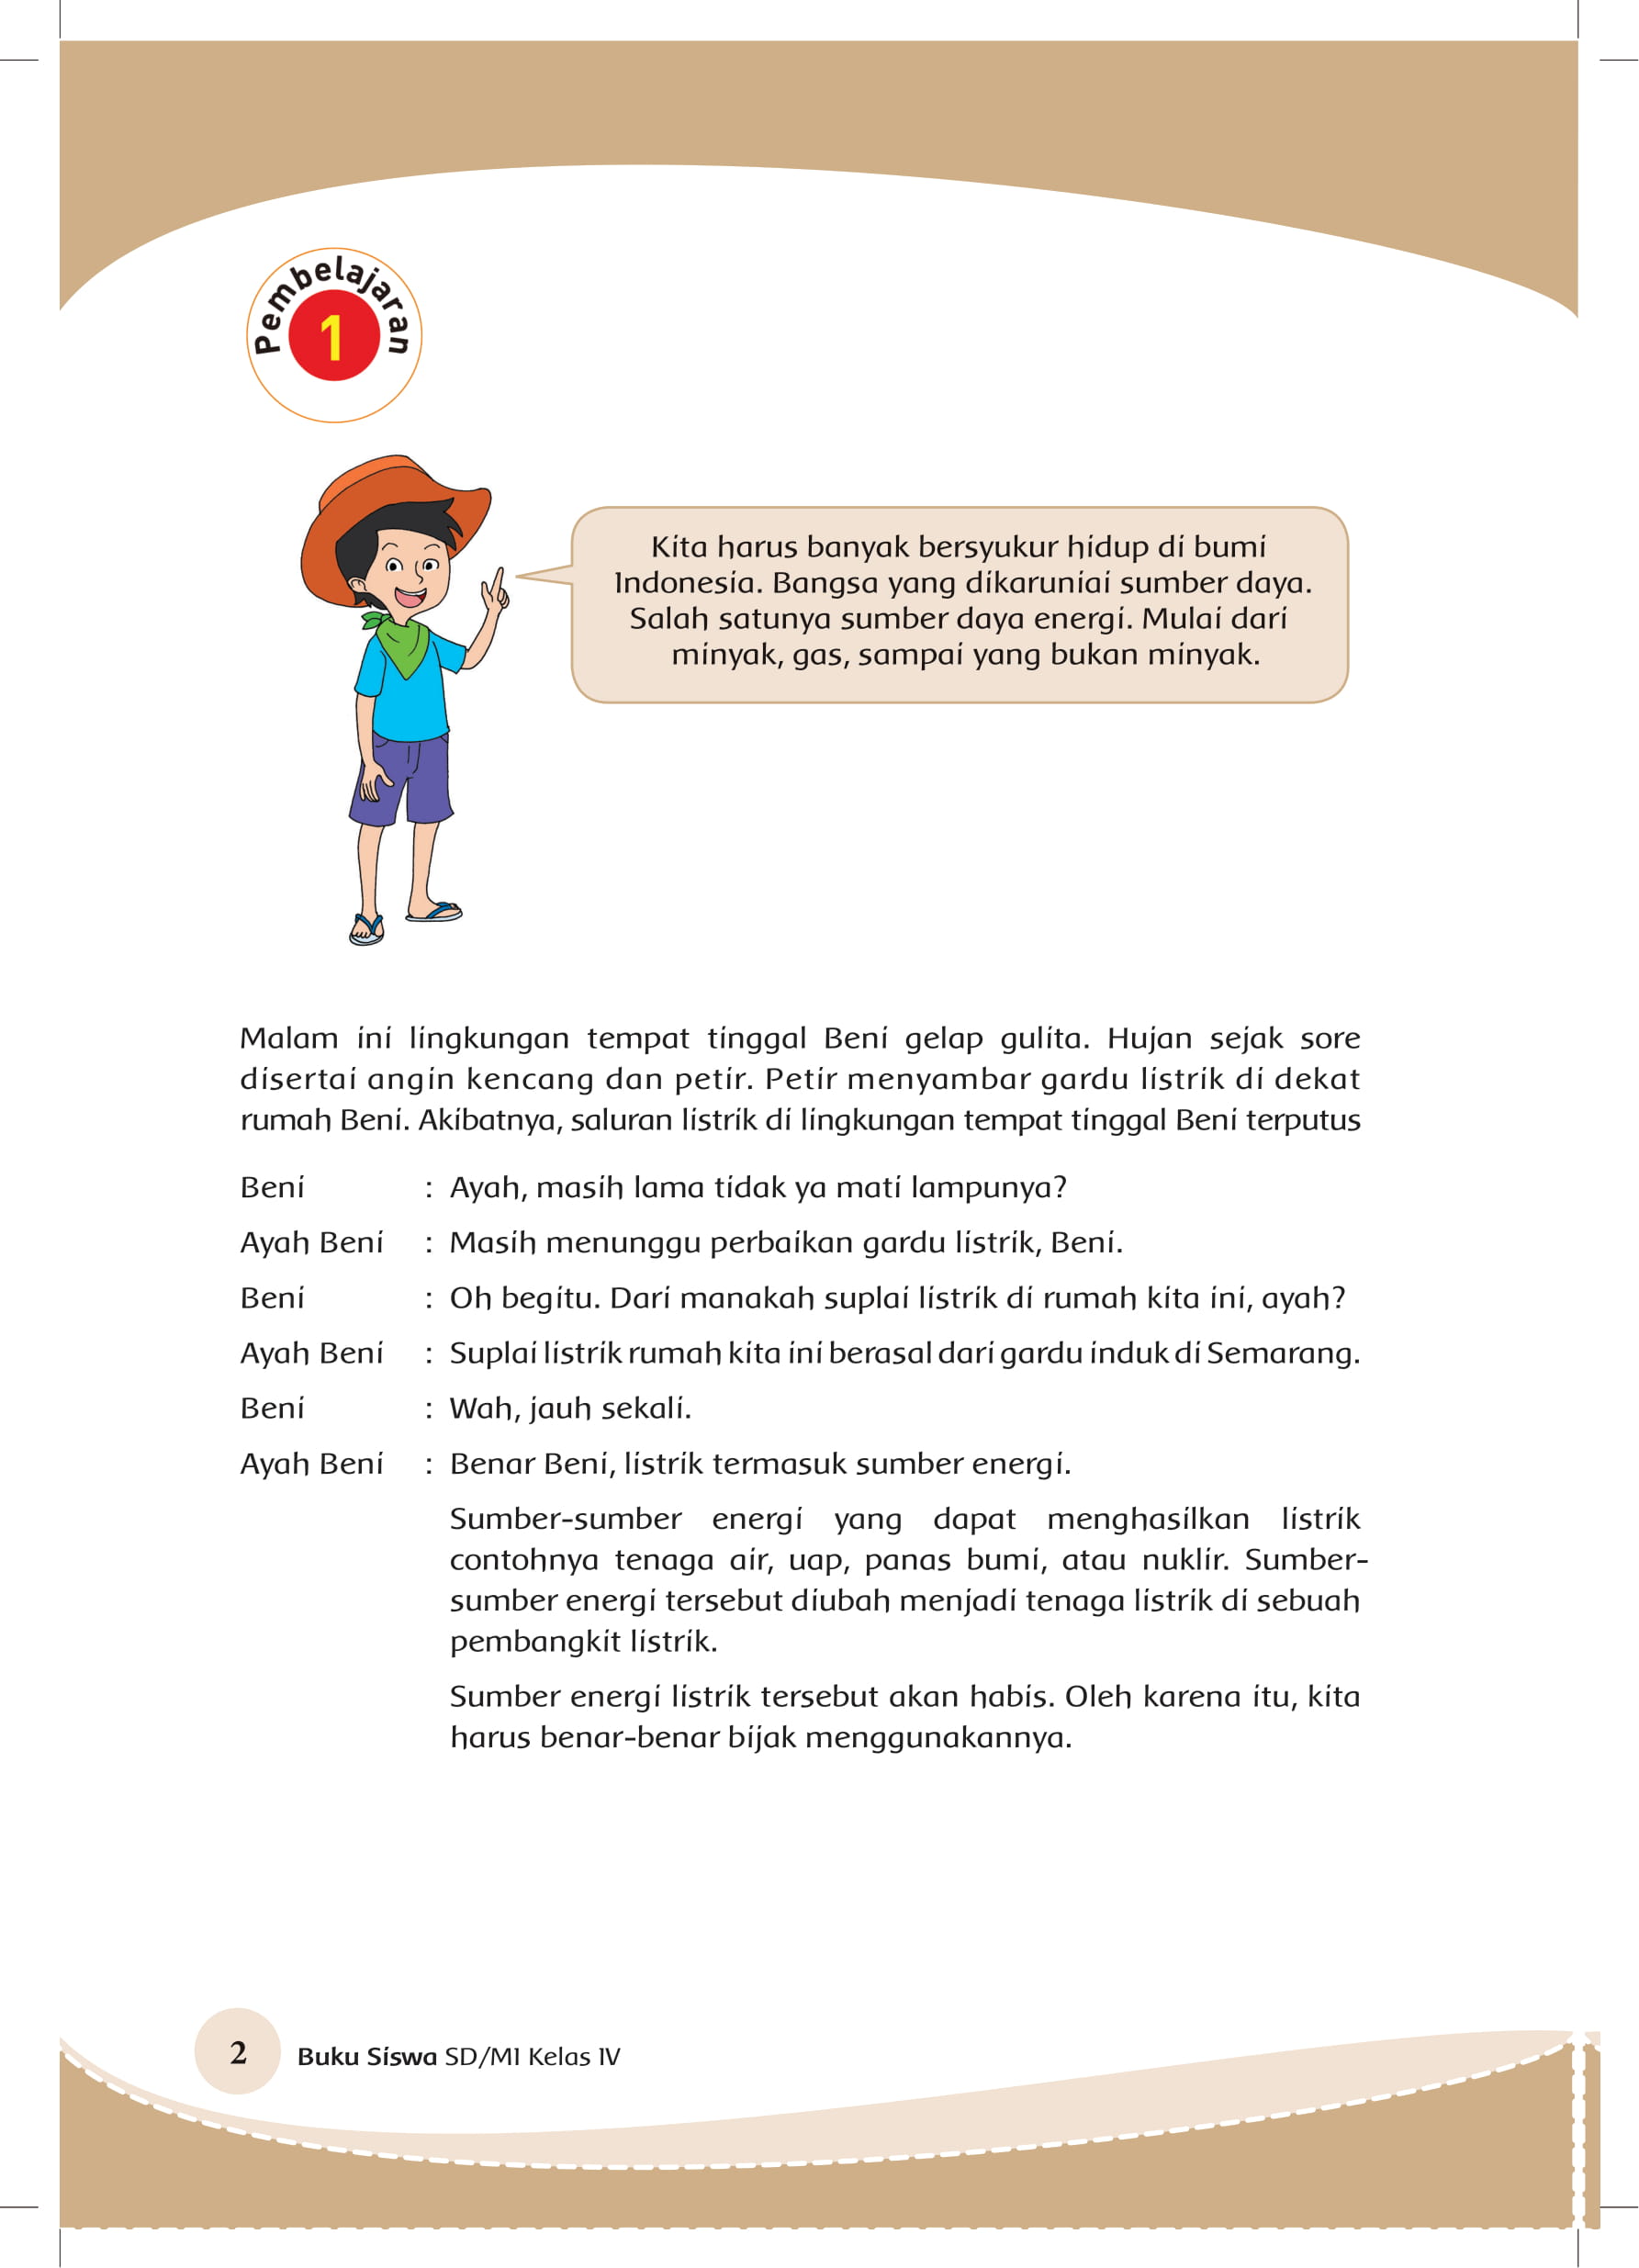 Pembelajaran
1
Kita harus banyak bersyukur hidup di bumi
Indonesia. Bangsa yang dikaruniai sumber daya.
Salah satunya sumber daya energi. Mulai dari
minyak, gas, sampai yang bukan minyak.
Malam ini lingkungan tempat tinggal Beni gelap gulita. Hujan sejak sore
disertai angin kencang dan petir. Petir menyambar gardu listrik di dekat
rumah Beni. Akibatnya, saluran listrik di lingkungan tempat tinggal Beni terputus
Beni : Ayah, masih lama tidak ya mati lampunya?
Ayah Beni : Masih menunggu perbaikan gardu listrik, Beni.
Beni : Oh begitu. Dari manakah suplai listrik di rumah kita ini, ayah?
Ayah Beni : Suplai listrik rumah kita ini berasal dari gardu induk di Semarang.
Beni : Wah, jauh sekali.
Ayah Beni : Benar Beni, listrik termasuk sumber energi.
Sumber-sumber energi yang dapat menghasilkan listrik
contohnya tenaga air, uap, panas bumi, atau nuklir. Sumber-
sumber energi tersebut diubah menjadi tenaga listrik di sebuah
pembangkit listrik.
Sumber energi listrik tersebut akan habis. Oleh karena itu, kita
harus benar-benar bijak menggunakannya.
2 Buku Siswa SD/MI Kelas IV